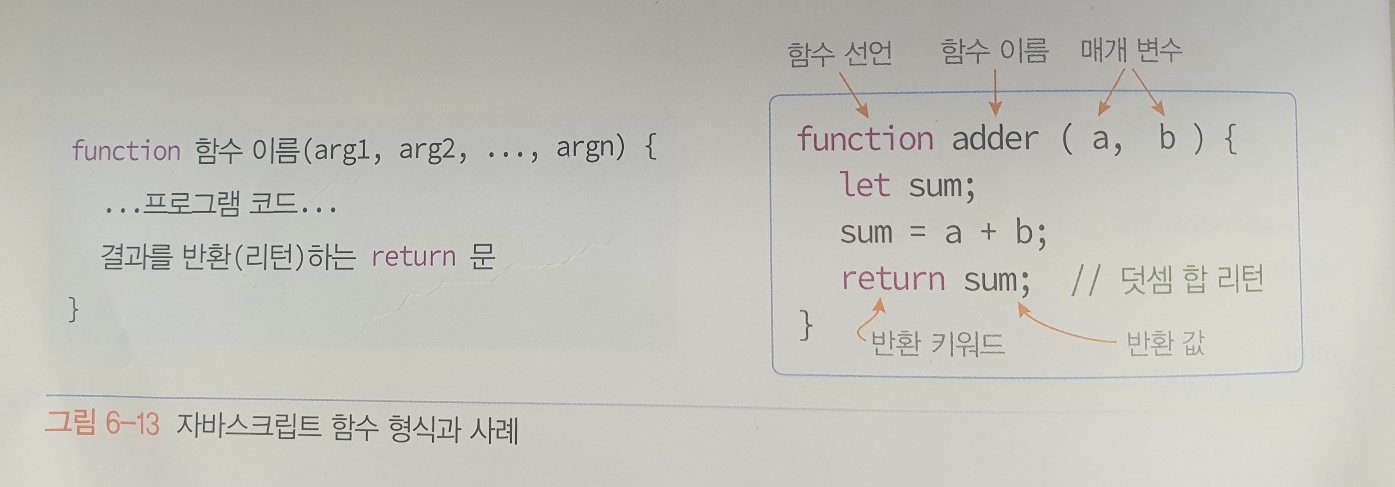 function 함수 이름(arg1, arg2, ..., argn) {
...프로그램 코드...
결과를 반환(리턴)하는 return 문
}
함수 선언 함수 이름 매개 변수
function adder ( a, b ) {
let sum;
sum = a + b;
return sum; // 덧셈 합 리턴
}
반환 키워드 반환 값
그림 6-13 자바스크립트 함수 형식과 사례